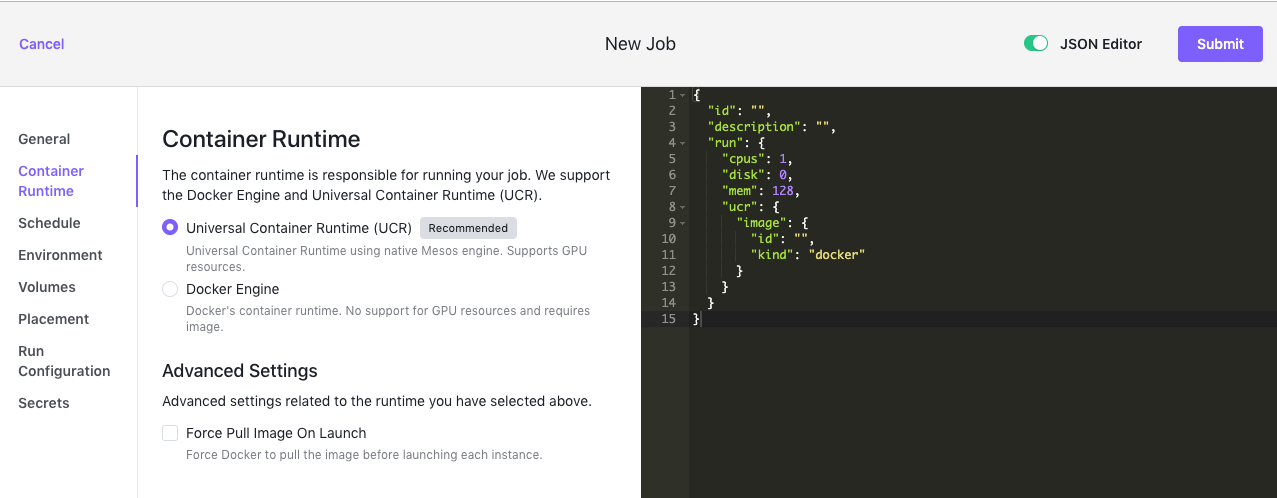 Cancel
New Job
JSON Editor
Submit
General
Container
Runtime
Schedule
Environment
Volumes
Placement
Run
Configuration
Secrets
Container Runtime
The container runtime is responsible for running your job. We support
the Docker Engine and Universal Container Runtime (UCR).
Universal Container Runtime (UCR) Recommended
Universal Container Runtime using native Mesos engine. Supports GPU
resources.
Docker Engine
Docker's container runtime. No support for GPU resources and requires
image.
Advanced Settings
Advanced settings related to the runtime you have selected above.
Force Pull Image On Launch
Force Docker to pull the image before launching each instance.
1 {
2 "id": "",
3 "description": "",
4 "run": {
5 "cpus": 1,
6 "disk": 0,
7 "mem": 128,
8 "ucr": {
9 "image": {
10 "id": "",
11 "kind": "docker"
12 }
13 }
14 }
15 }